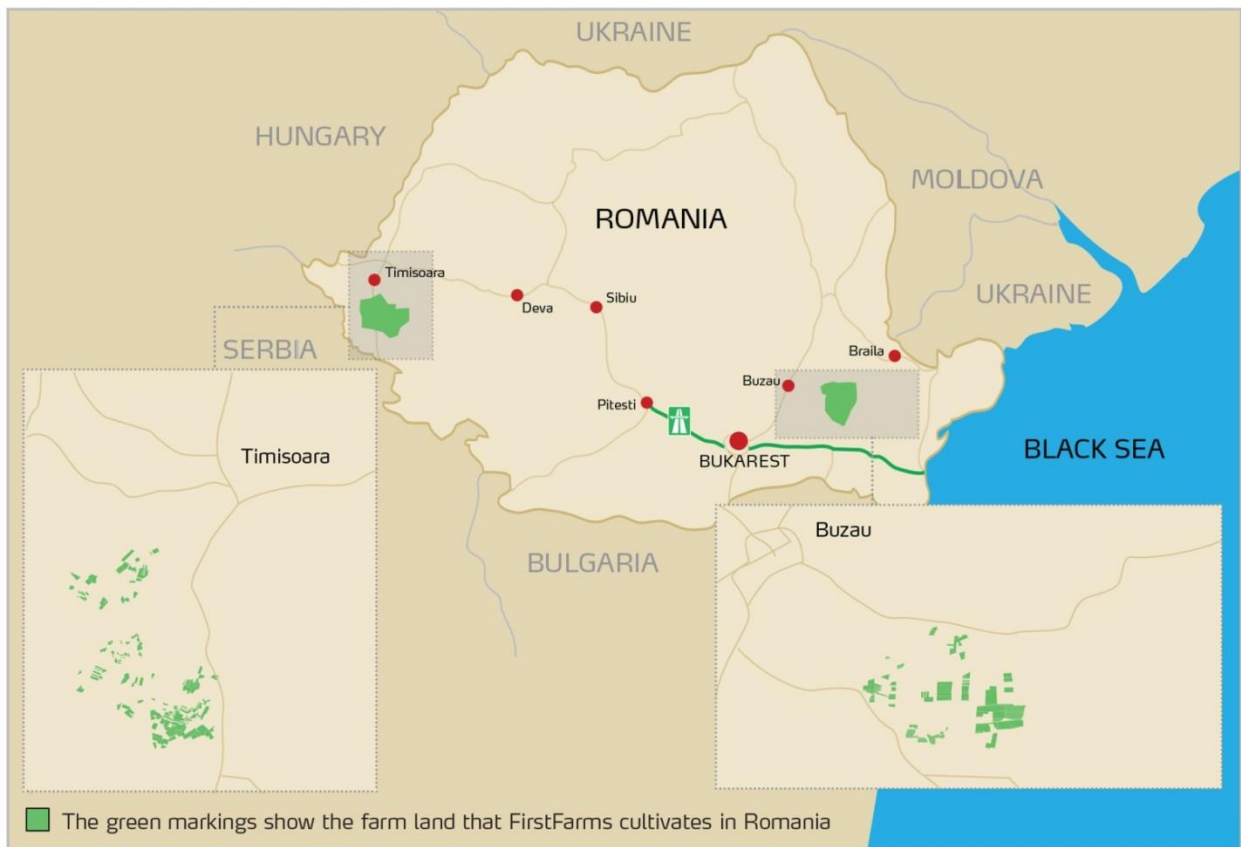 UKRAINE
HUNGARY
MOLDOVA
ROMANIA
Timisoara
Deva
Sibiu
UKRAINE
SERBIA
Braila
Buzau
Pitesti
BUKAREST
BLACK SEA
Timisoara
Buzau
BULGARIA
The green markings show the farm land that FirstFarms cultivates in Romania